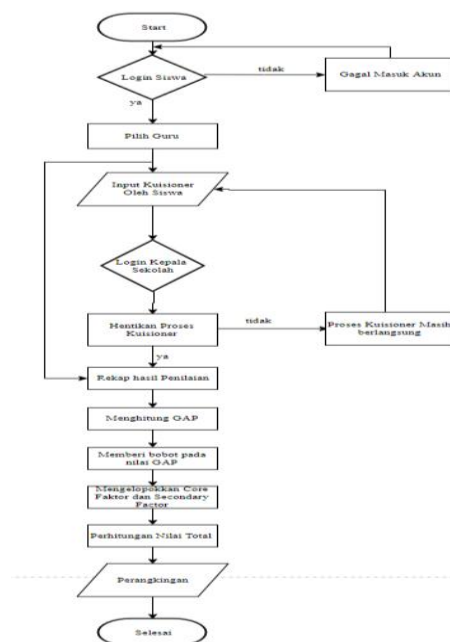 Start
Login Siswa
tidak
Gagal Masuk Akun
ya
Pilih Guru
Input Kuisioner
Oleh Siswa
Login Kepala
Sekolah
Hentikan Proses
Kuisioner
tidak
Proses Kuisioner Masih
berlangsung
ya
Rekap hasil Penilaian
Menghitung GAP
Memberi bobot pada
nilai GAP
Mengelopokkan Core
Faktor dan Secondary
Factor
Perhitungan Nilai Total
Perangkingan
Selesai